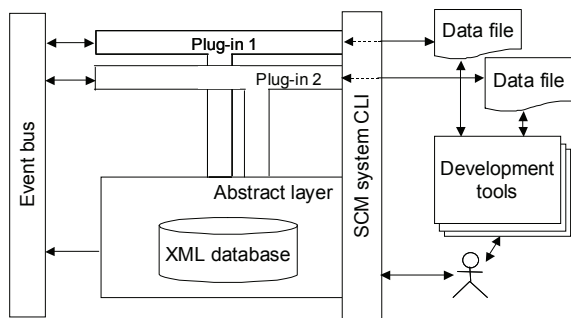 Event bus
Plug-in 1
Plug-in 2
Abstract layer
XML database
SCM system CLI
Data file
Data file
Development
tools